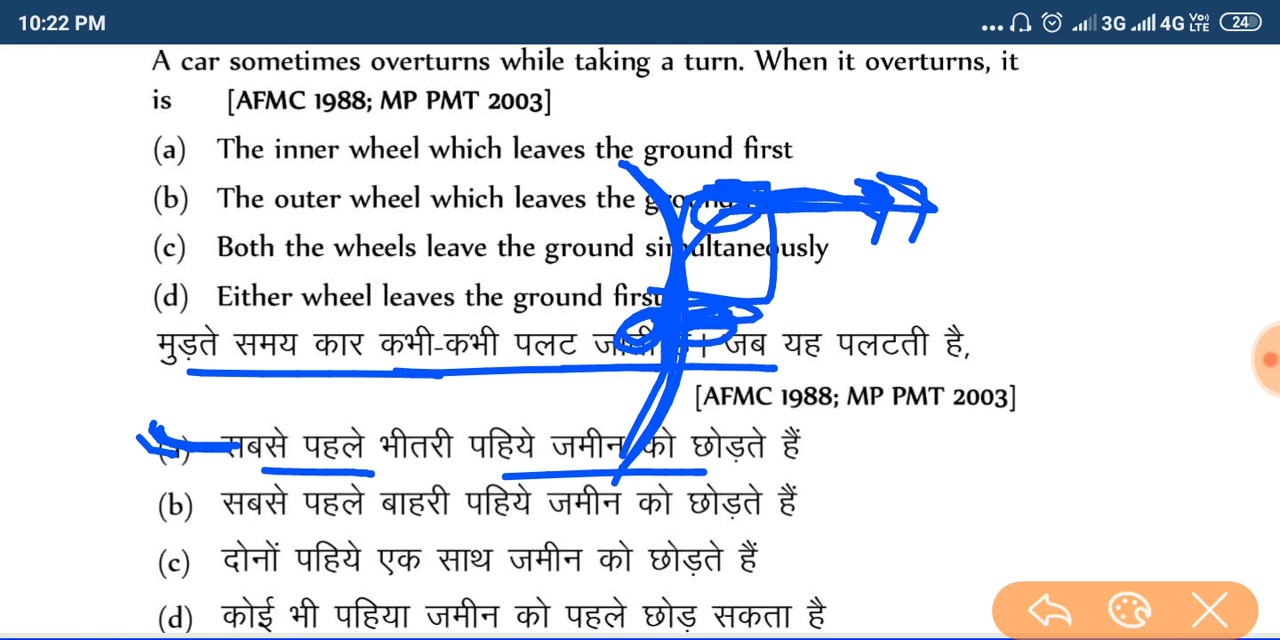 10:22 PM
3G 4G VoLTE 24
A car sometimes overturns while taking a turn. When it overturns, it
is [AFMC 1988; MP PMT 2003]
(a) The inner wheel which leaves the ground first
(b) The outer wheel which leaves the ground
(c) Both the wheels leave the ground simultaneously
(d) Either wheel leaves the ground first
मुड़ते समय कार कभी-कभी पलट जाती है। जब यह पलटती है,
[AFMC 1988; MP PMT 2003]
(a) सबसे पहले भीतरी पहिये जमीन को छोड़ते हैं
(b) सबसे पहले बाहरी पहिये जमीन को छोड़ते हैं
(c) दोनों पहिये एक साथ जमीन को छोड़ते हैं
(d) कोई भी पहिया जमीन को पहले छोड़ सकता है